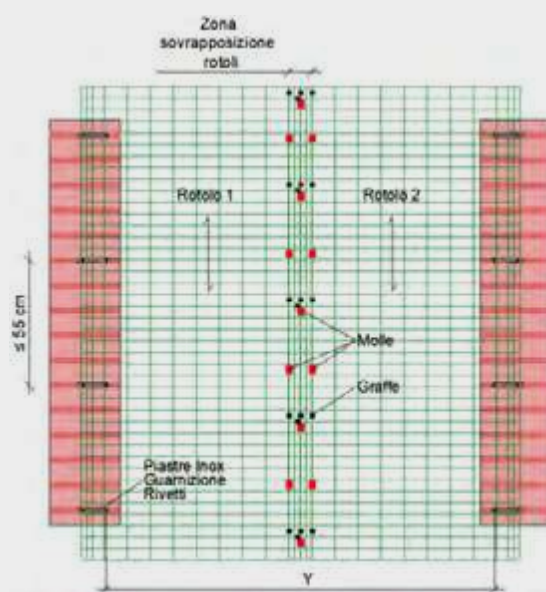 Zona
sovrapposizione
rotoli
Rotolo 1
Rotolo 2
≤ 55 cm
Molle
Graffe
Piastre Inox
Guarnizione
Rivetti
Y